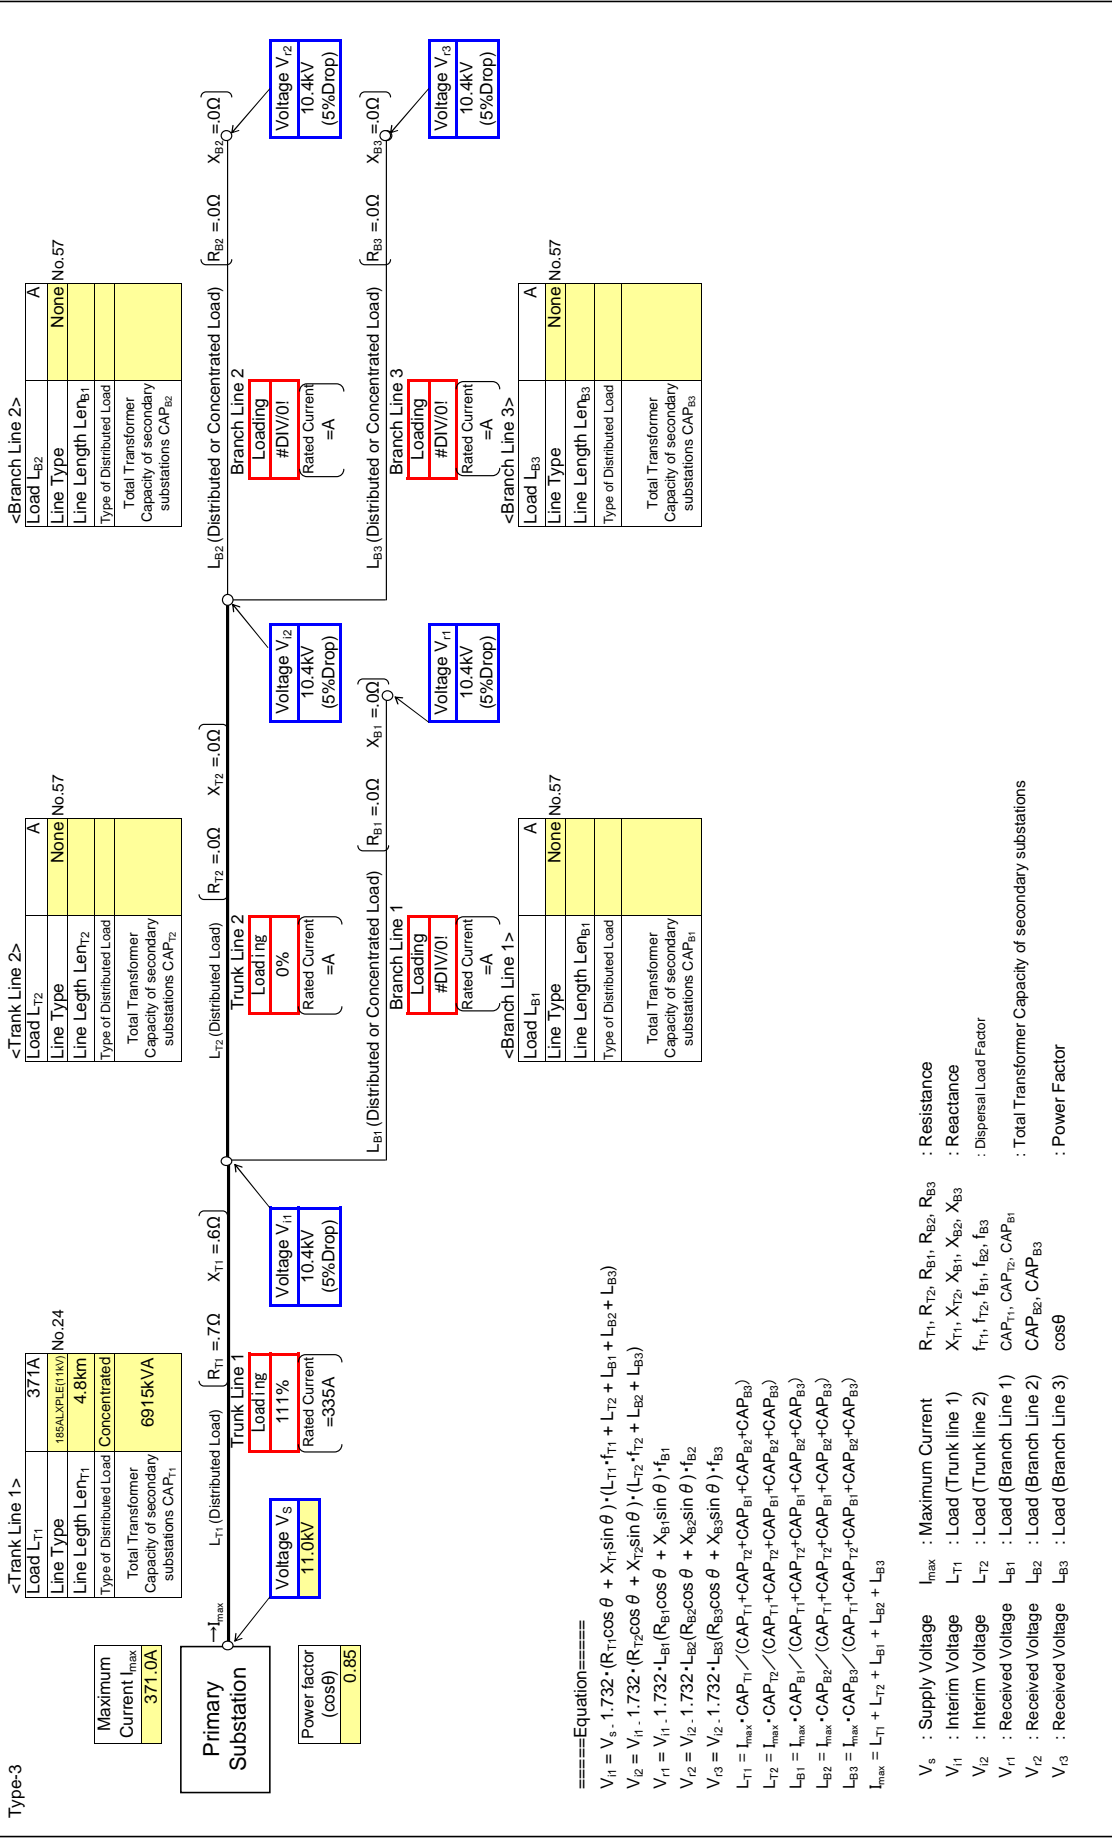 Type-3
Maximum
Current Imax
371.0A
Primary
Substation
Power factor
(cosθ)
0.85
→Imax
Voltage VS
11.0kV
<Trank Line 1>
Load LT1 371A
Line Type 185ALXPLE(11kV) No.24
Line Length LenT1 4.8km
Type of Distributed Load Concentrated
Total Transformer
Capacity of secondary
substations CAPT1
6915kVA
LT1 (Distributed Load)
RT1 =.7Ω XT1 =.6Ω
Trunk Line 1
Loading
111%
Rated Current
=335A
Voltage Vi1
10.4kV
(5%Drop)
<Trank Line 2>
Load LT2 A
Line Type None No.57
Line Legth LenT2
Type of Distributed Load
Total Transformer
Capacity of secondary
substations CAPT2
LT2 (Distributed Load)
RT2 =.0Ω XT2 =.0Ω
Trunk Line 2
Loading
0%
Rated Current
=A
Voltage Vi2
10.4kV
(5%Drop)
LB1 (Distributed or Concentrated Load)
RB1 =.0Ω XB1 =.0Ω
Branch Line 1
Loading
#DIV/0!
Rated Current
=A
Voltage Vr1
10.4kV
(5%Drop)
<Branch Line 1>
Load LB1 A
Line Type None No.57
Line Length LenB1
Type of Distributed Load
Total Transformer
Capacity of secondary
substations CAPB1
<Branch Line 2>
Load LB2 A
Line Type None No.57
Line Length LenB1
Type of Distributed Load
Total Transformer
Capacity of secondary
substations CAPB2
LB2 (Distributed or Concentrated Load)
RB2 =.0Ω XB2 =.0Ω
Branch Line 2
Loading
#DIV/0!
Rated Current
=A
Voltage Vr2
10.4kV
(5%Drop)
LB3 (Distributed or Concentrated Load)
RB3 =.0Ω XB3 =.0Ω
Branch Line 3
Loading
#DIV/0!
Rated Current
=A
Voltage Vr3
10.4kV
(5%Drop)
<Branch Line 3>
Load LB3 A
Line Type None No.57
Line Length LenB3
Type of Distributed Load
Total Transformer
Capacity of secondary
substations CAPB3
=====Equation=====
Vi1 = VS - 1.732・(RT1cosθ + XT1sinθ)・(LT1・fT1 + LT2 + LB1 + LB2 + LB3)
Vi2 = Vi1 - 1.732・(RT2cosθ + XT2sinθ)・(LT2・fT2 + LB2 + LB3)
Vr1 = Vi1 - 1.732・LB1(RB1cosθ + XB1sinθ)・fB1
Vr2 = Vi2 - 1.732・LB2(RB2cosθ + XB2sinθ)・fB2
Vr3 = Vi2 - 1.732・LB3(RB3cosθ + XB3sinθ)・fB3
LT1 = Imax・CAPT1／(CAPT1+CAPT2+CAPB1+CAPB2+CAPB3)
LT2 = Imax・CAPT2／(CAPT1+CAPT2+CAPB1+CAPB2+CAPB3)
LB1 = Imax・CAPB1／(CAPT1+CAPT2+CAPB1+CAPB2+CAPB3)
LB2 = Imax・CAPB2／(CAPT1+CAPT2+CAPB1+CAPB2+CAPB3)
LB3 = Imax・CAPB3／(CAPT1+CAPT2+CAPB1+CAPB2+CAPB3)
Imax = LT1 + LT2 + LB1 + LB2 + LB3
Vs : Supply Voltage Imax : Maximum Current RT1, RT2, RB1, RB2, RB3 : Resistance
Vi1 : Interim Voltage LT1 : Load (Trunk line 1) XT1, XT2, XB1, XB2, XB3 : Reactance
Vi2 : Interim Voltage LT2 : Load (Trunk line 2) fT1, fT2, fB1, fB2, fB3 : Dispersal Load Factor
Vr1 : Received Voltage LB1 : Load (Branch Line 1) CAPT1, CAPT2, CAPB1 : Total Transformer Capacity of secondary substations
Vr2 : Received Voltage LB2 : Load (Branch Line 2) CAPB2, CAPB3
Vr3 : Received Voltage LB3 : Load (Branch Line 3) cosθ : Power Factor